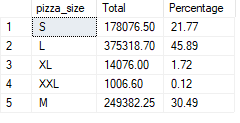 pizza_size Total Percentage
1 S 178076.50 21.77
2 L 375318.70 45.89
3 XL 14076.00 1.72
4 XXL 1006.60 0.12
5 M 249382.25 30.49